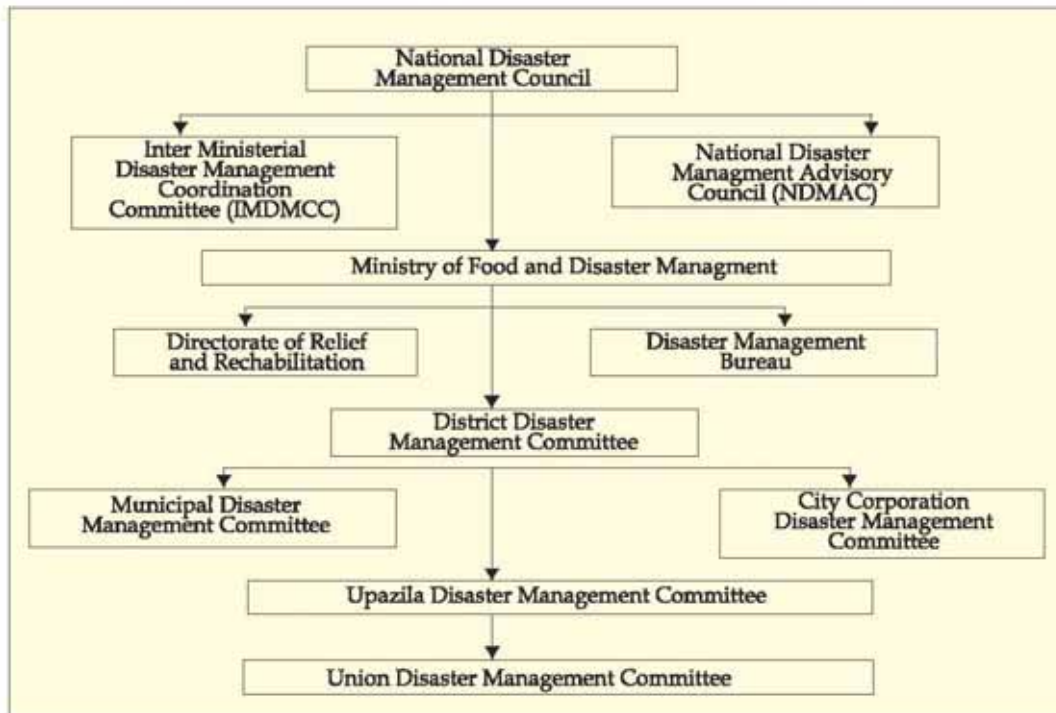 National Disaster
Management Council
Inter Ministerial
Disaster Management
Coordination
Committee (IMDMCC)
National Disaster
Managment Advisory
Council (NDMAC)
Ministry of Food and Disaster Managment
Directorate of Relief
and Rechabilitation
Disaster Management
Bureau
District Disaster
Management Committee
Municipal Disaster
Management Committee
City Corporation
Disaster Management
Committee
Upazila Disaster Management Committee
Union Disaster Management Committee